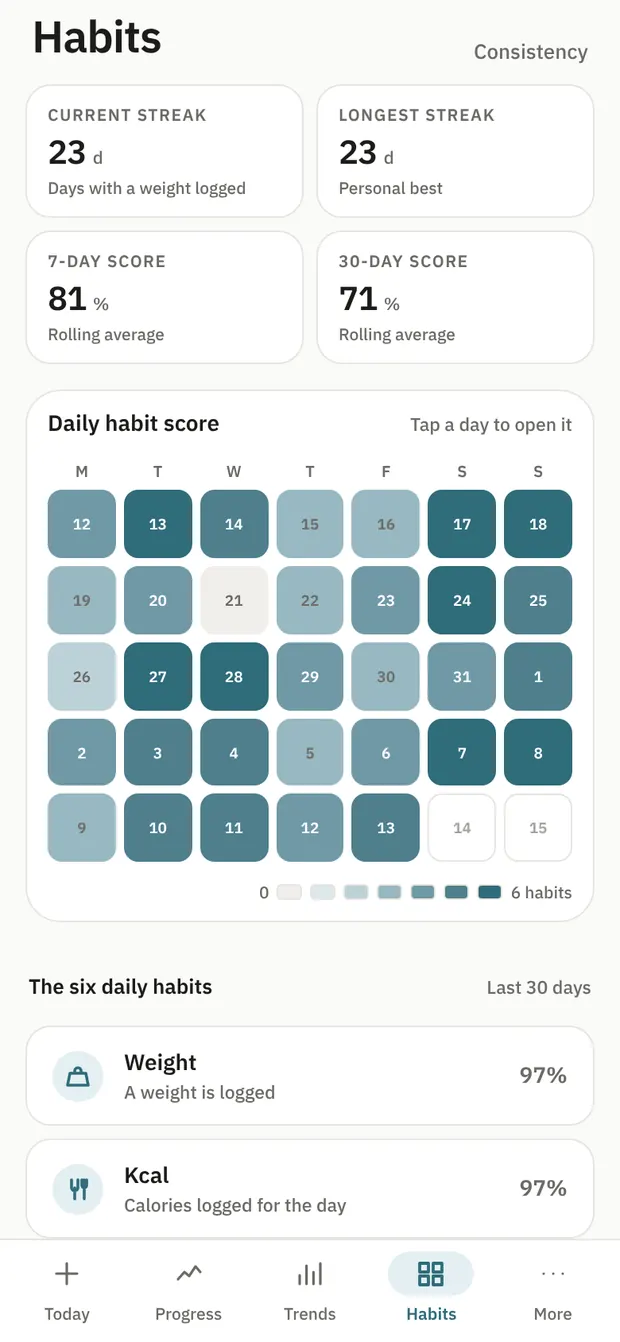 Habits
Consistency
CURRENT STREAK
23 d
Days with a weight logged
LONGEST STREAK
23 d
Personal best
7-DAY SCORE
81 %
Rolling average
30-DAY SCORE
71 %
Rolling average
Daily habit score
Tap a day to open it
M T W T F S S
12 13 14 15 16 17 18
19 20 21 22 23 24 25
26 27 28 29 30 31 1
2 3 4 5 6 7 8
9 10 11 12 13 14 15
0 6 habits
The six daily habits
Last 30 days
Weight
A weight is logged
97%
Kcal
Calories logged for the day
97%
Today Progress Trends Habits More